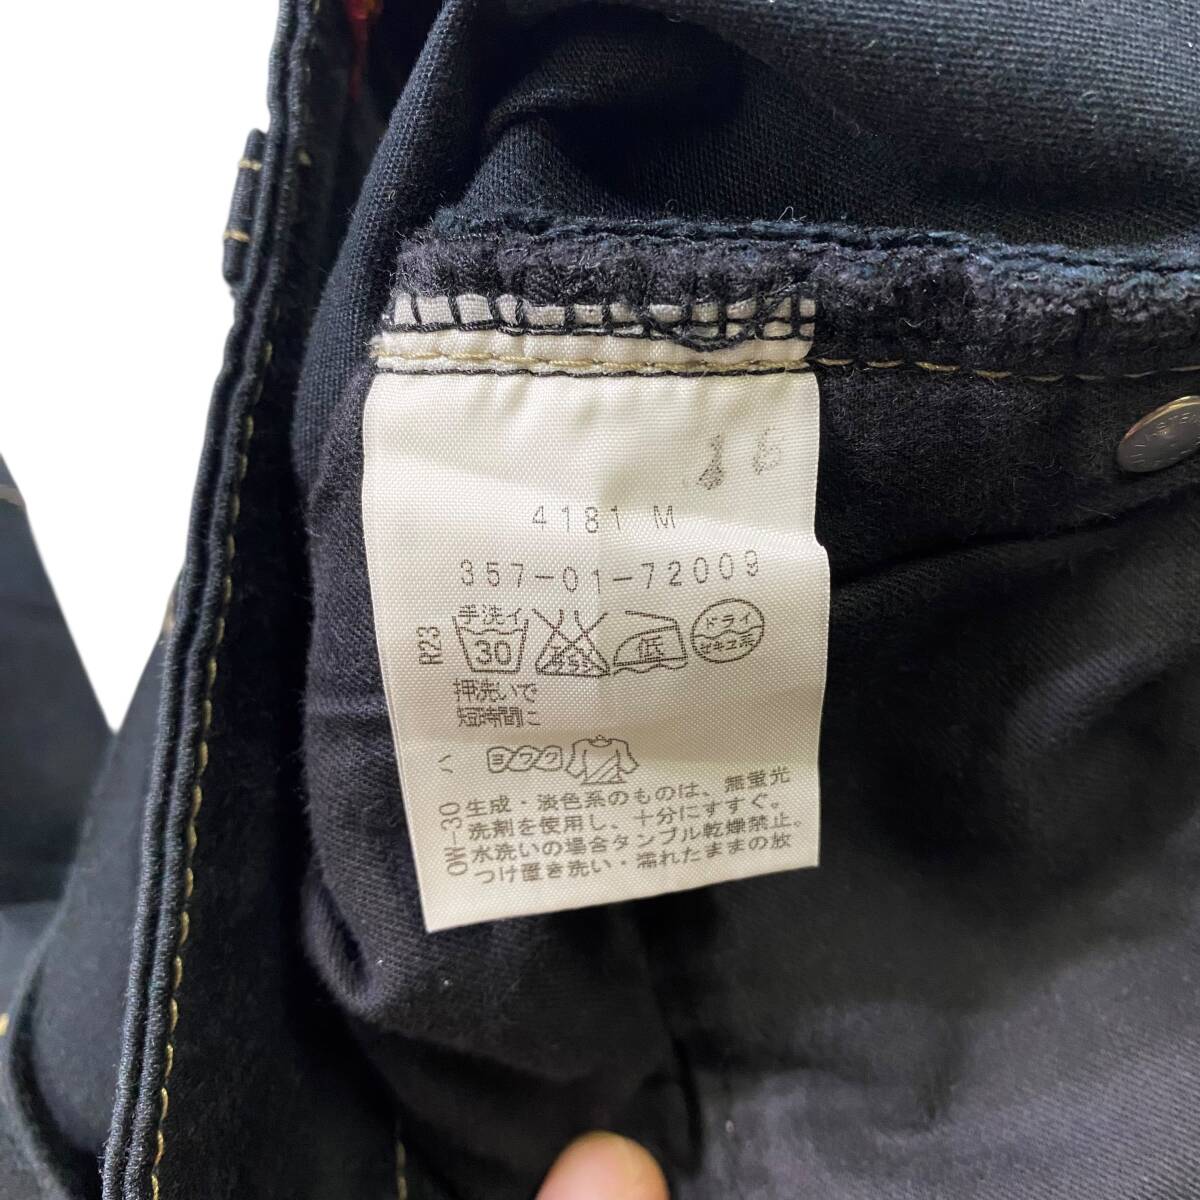 16
4181 M
357-01-72009
R23
手洗イ
30
低
ドライ
セキユ系
押洗いで
短時間に
ヨワク
OW-30
生成・淡色系のものは、無蛍光
洗剤を使用し、十分にすすぐ。
水洗いの場合タンブル乾燥禁止。
つけ置き洗い・濡れたままの放